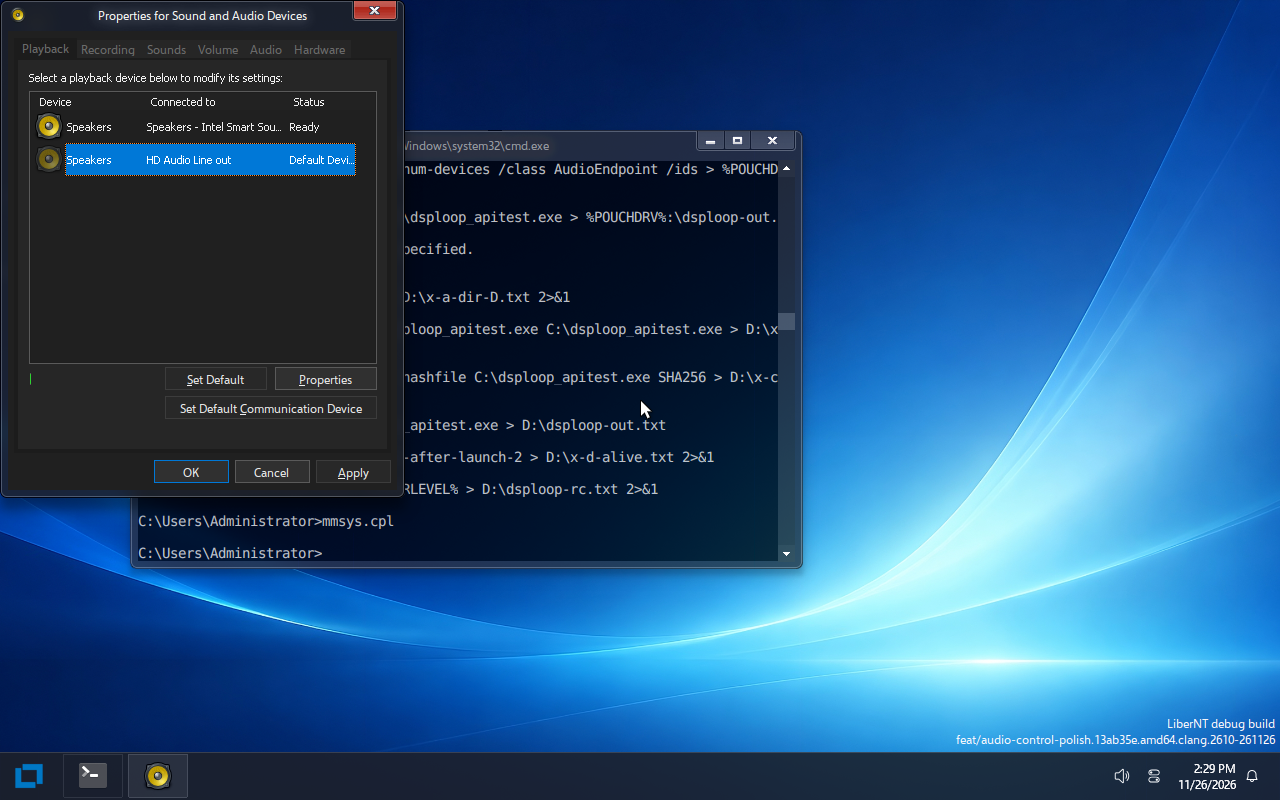 Properties for Sound and Audio Devices
Playback Recording Sounds Volume Audio Hardware
Select a playback device below to modify its settings:
Device Connected to Status
Speakers Speakers - Intel Smart Sou... Ready
Speakers HD Audio Line out Default Devi...
Set Default Properties
Set Default Communication Device
OK Cancel Apply
Windows\system32\cmd.exe
num-devices /class AudioEndpoint /ids > %POUCHD
\dsploop_apitest.exe > %POUCHDRV%:\dsploop-out.
pecified.
D:\x-a-dir-D.txt 2>&1
ploop_apitest.exe C:\dsploop_apitest.exe > D:\x
hashfile C:\dsploop_apitest.exe SHA256 > D:\x-c
_apitest.exe > D:\dsploop-out.txt
-after-launch-2 > D:\x-d-alive.txt 2>&1
RLEVEL% > D:\dsploop-rc.txt 2>&1
C:\Users\Administrator>mmsys.cpl
C:\Users\Administrator>
LiberNT debug build
feat/audio-control-polish.13ab35e.amd64.clang.2610-261126
2:29 PM
11/26/2026